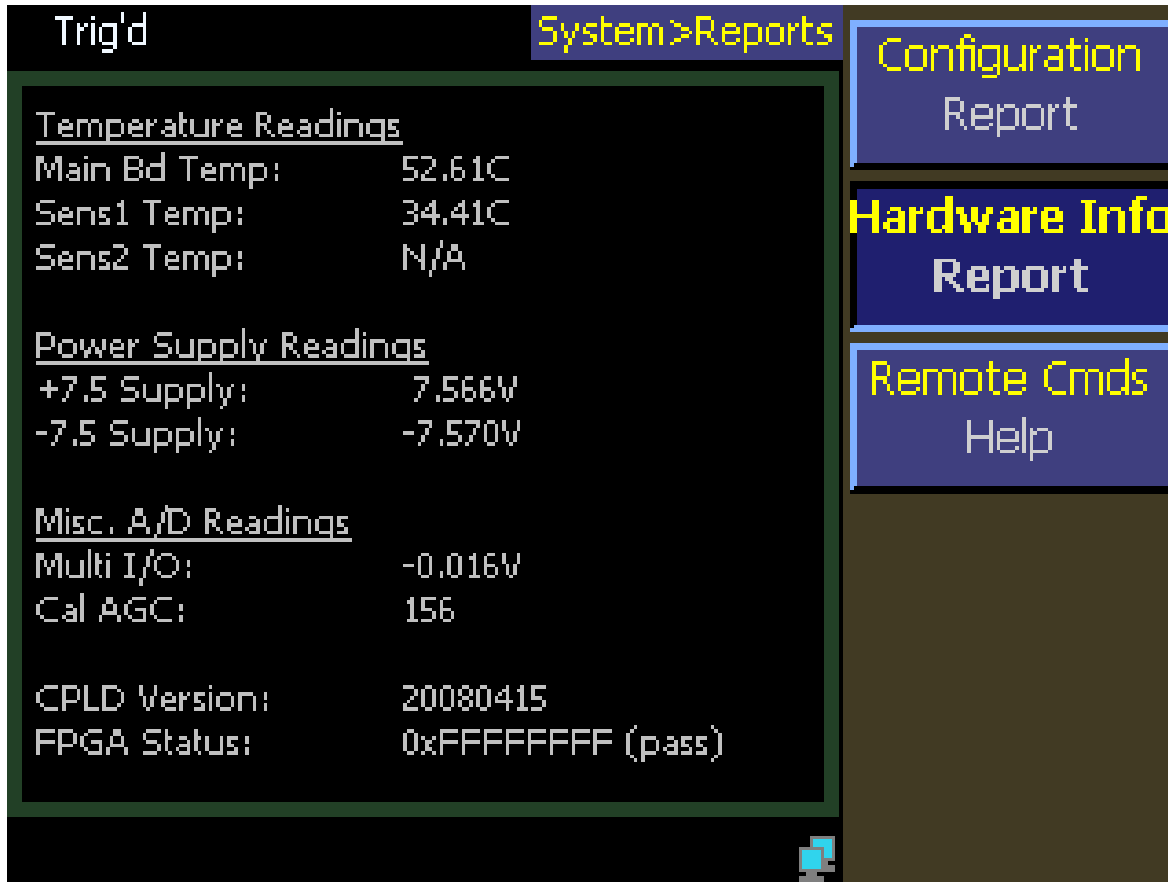 Trig'd
System>Reports
Temperature Readings
Main Bd Temp: 52.61C
Sens1 Temp: 34.41C
Sens2 Temp: N/A
Power Supply Readings
+7.5 Supply: 7.566V
-7.5 Supply: -7.570V
Misc. A/D Readings
Multi I/O: -0.016V
Cal AGC: 156
CPLD Version: 20080415
FPGA Status: 0xFFFFFFFF (pass)
Configuration
Report
Hardware Info
Report
Remote Cmds
Help